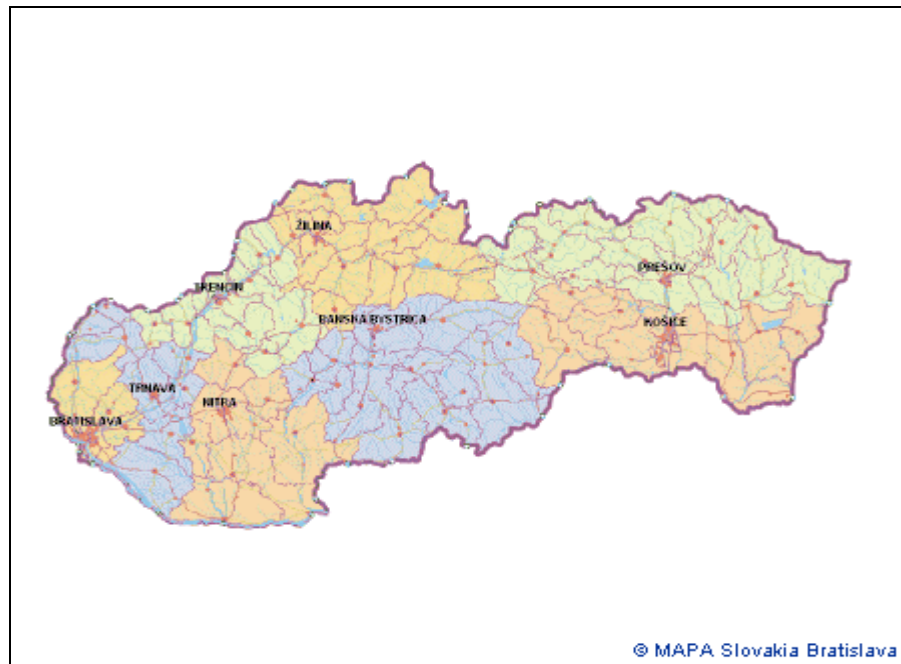 ŽILINA
PREŠOV
TRENČÍN
BANSKÁ BYSTRICA
KOŠICE
TRNAVA
NITRA
BRATISLAVA
© MAPA Slovakia Bratislava